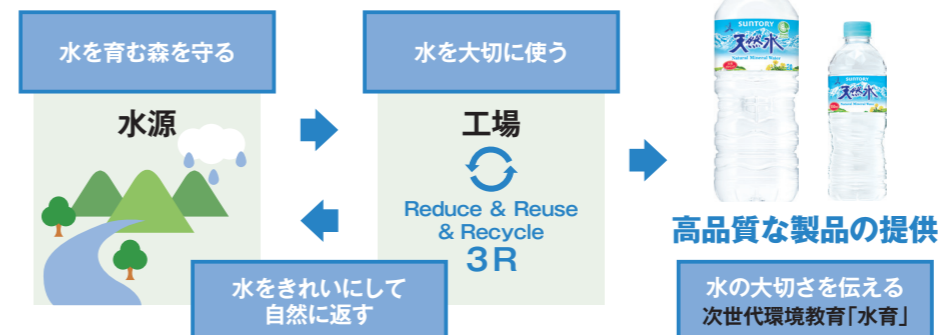 水を育む森を守る
水源
水を大切に使う
工場
Reduce & Reuse
& Recycle
3R
水をきれいにして
自然に返す
SUNTORY
天然水
Natural Mineral Water
SUNTORY
天然水
高品質な製品の提供
水の大切さを伝える
次世代環境教育「水育」